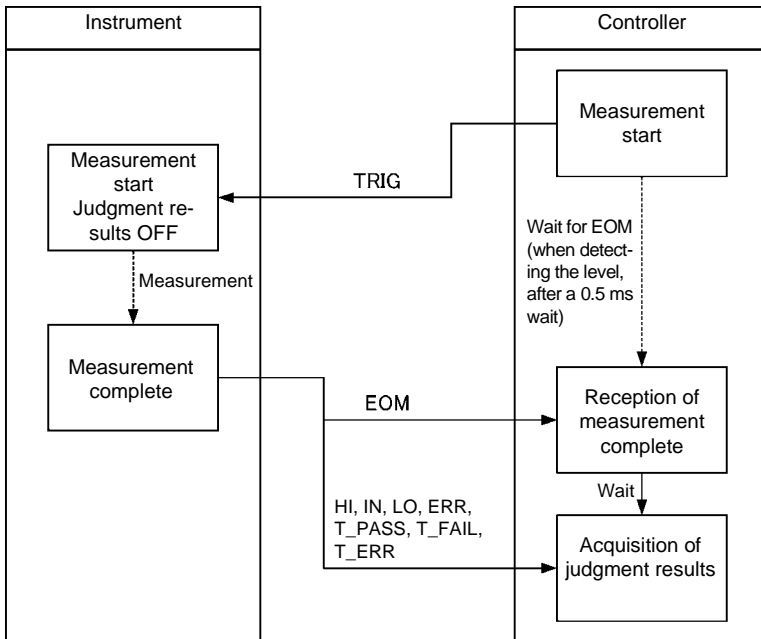 Instrument
Controller
Measurement
start
Measurement
start
Judgment re-
sults OFF
TRIG
Wait for EOM
(when detect-
ing the level,
after a 0.5 ms
wait)
Measurement
Measurement
complete
EOM
Reception of
measurement
complete
Wait
HI, IN, LO, ERR,
T_PASS, T_FAIL,
T_ERR
Acquisition of
judgment results